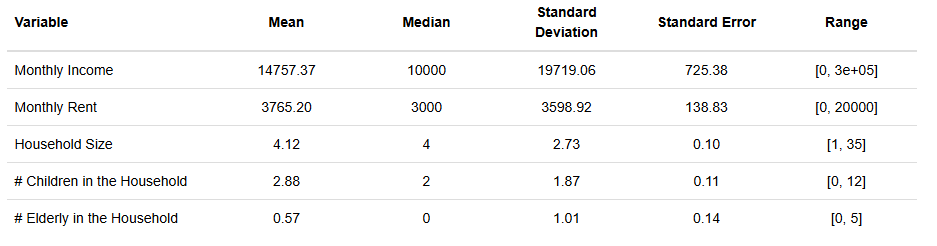 Variable Mean Median Standard Deviation Standard Error Range
Monthly Income 14757.37 10000 19719.06 725.38 [0, 3e+05]
Monthly Rent 3765.20 3000 3598.92 138.83 [0, 20000]
Household Size 4.12 4 2.73 0.10 [1, 35]
# Children in the Household 2.88 2 1.87 0.11 [0, 12]
# Elderly in the Household 0.57 0 1.01 0.14 [0, 5]